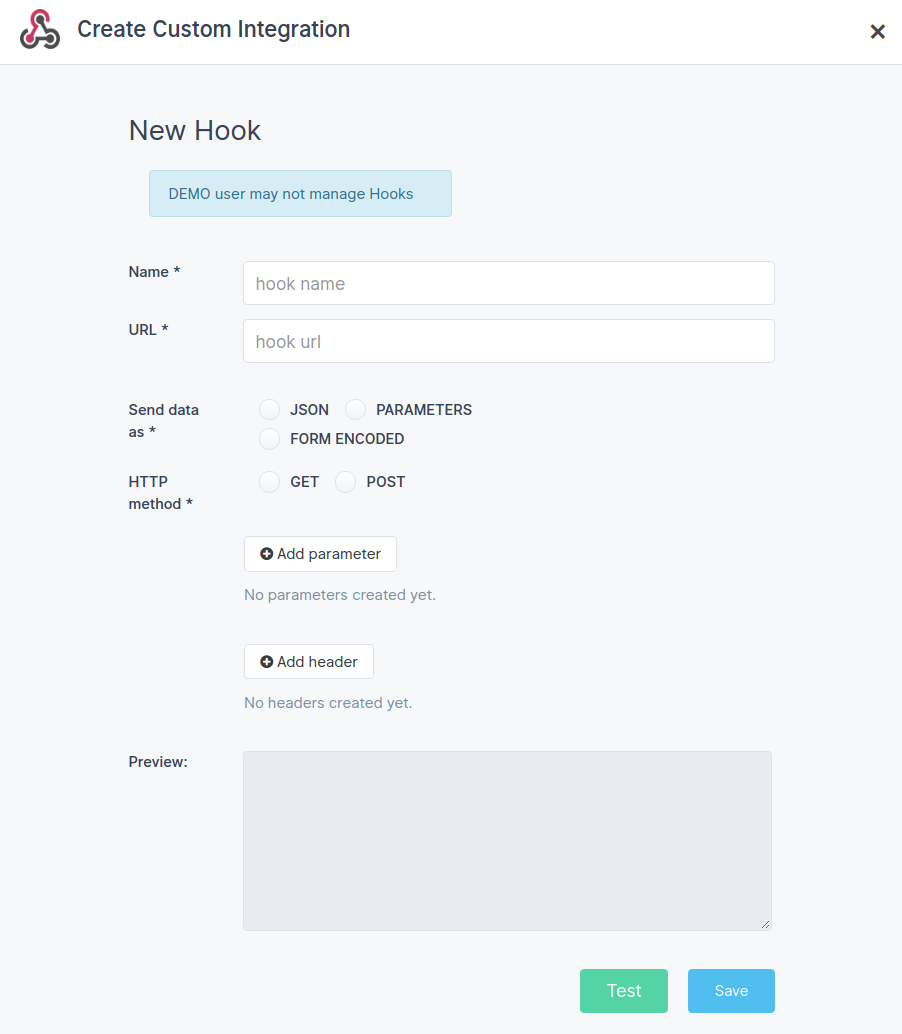 Create Custom Integration
×
New Hook
DEMO user may not manage Hooks
Name *
hook name
URL *
hook url
Send data as *
JSON PARAMETERS
FORM ENCODED
HTTP method *
GET POST
Add parameter
No parameters created yet.
Add header
No headers created yet.
Preview:
Test Save